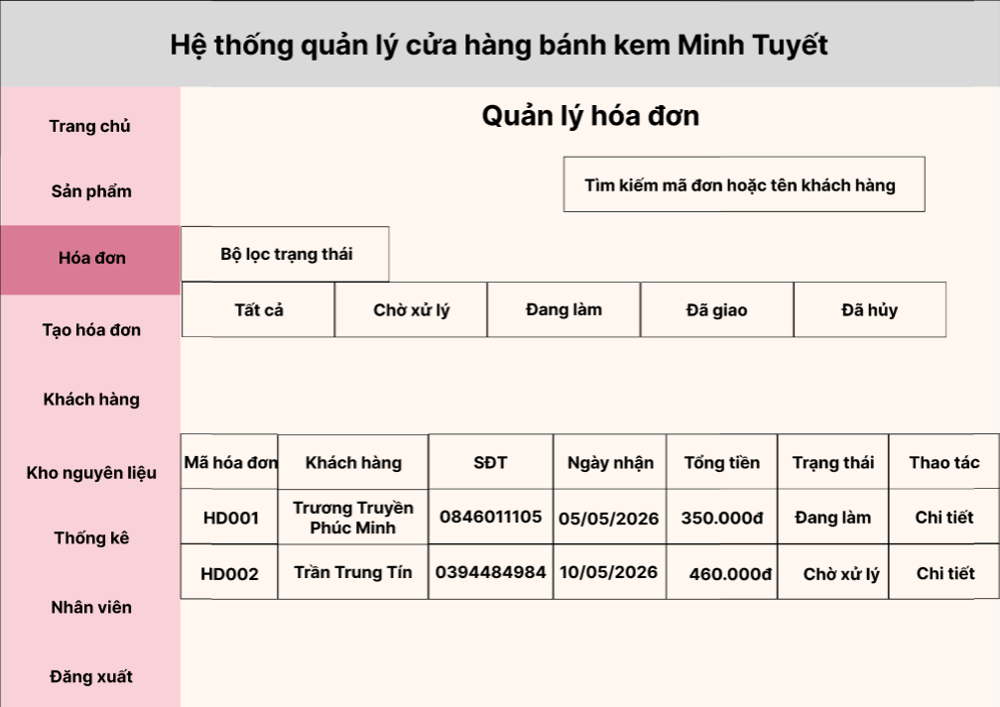 Hệ thống quản lý cửa hàng bánh kem Minh Tuyết
Trang chủ
Sản phẩm
Hóa đơn
Tạo hóa đơn
Khách hàng
Kho nguyên liệu
Thống kê
Nhân viên
Đăng xuất
Quản lý hóa đơn
Tìm kiếm mã đơn hoặc tên khách hàng
Bộ lọc trạng thái
Tất cả Chờ xử lý Đang làm Đã giao Đã hủy
Mã hóa đơn Khách hàng SĐT Ngày nhận Tổng tiền Trạng thái Thao tác
HD001 Trương Truyền Phúc Minh 0846011105 05/05/2026 350.000đ Đang làm Chi tiết
HD002 Trần Trung Tín 0394484984 10/05/2026 460.000đ Chờ xử lý Chi tiết